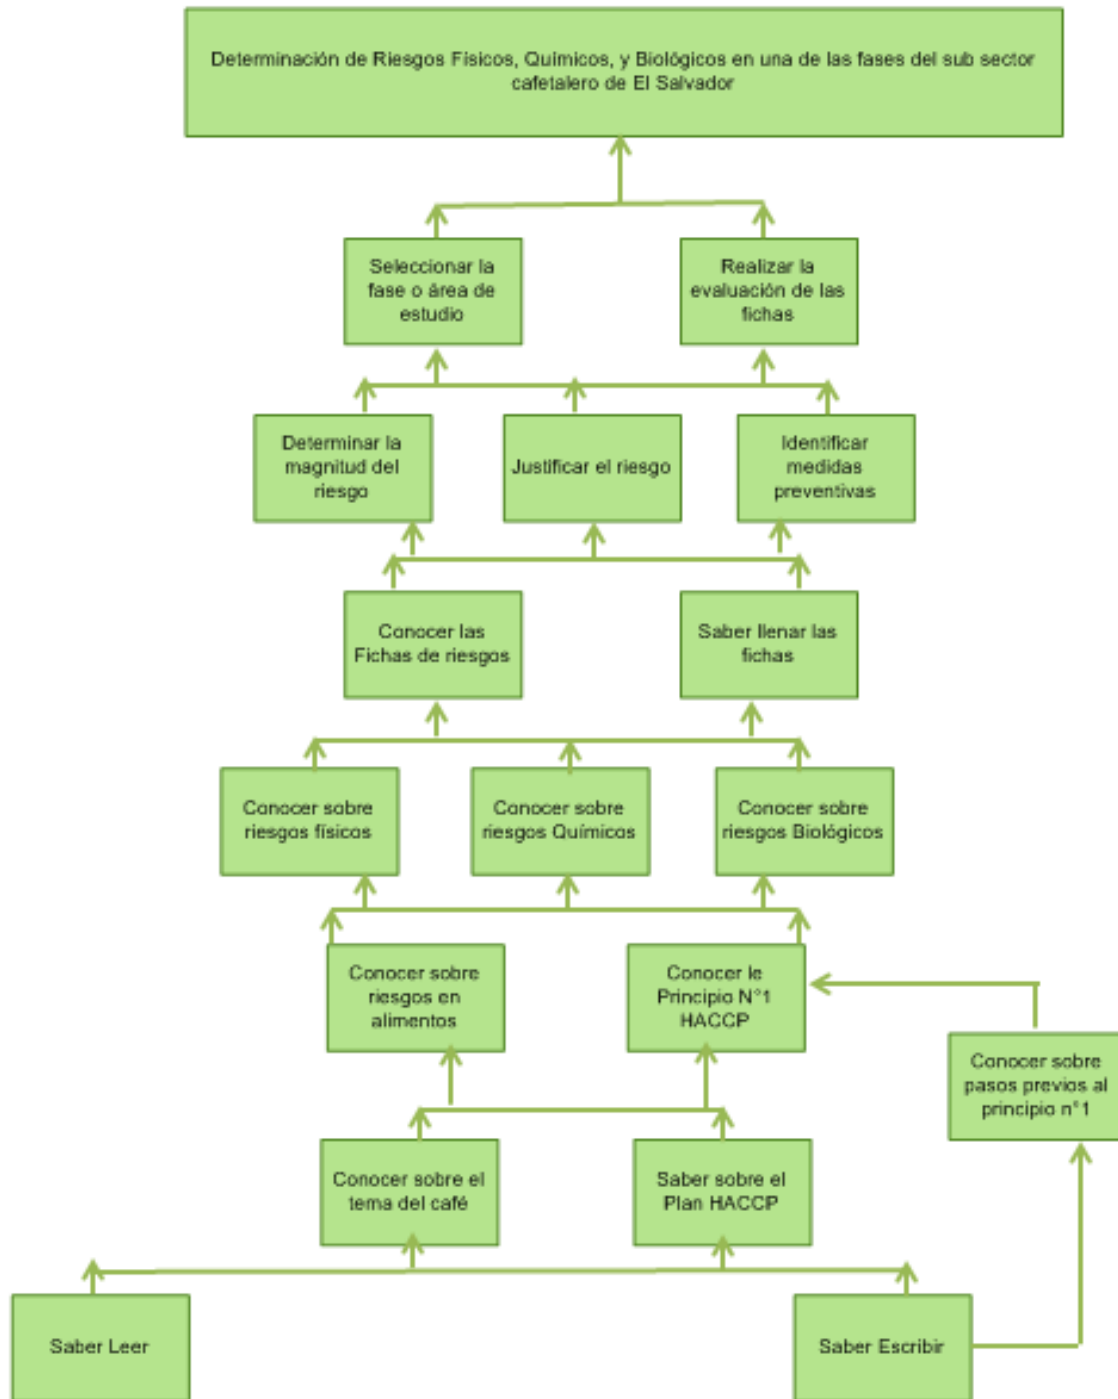 Determinación de Riesgos Físicos, Químicos, y Biológicos en una de las fases del sub sector
cafetalero de El Salvador
Seleccionar la
fase o área de
estudio
Realizar la
evaluación de las
fichas
Determinar la
magnitud del
riesgo
Justificar el riesgo
Identificar
medidas
preventivas
Conocer las
Fichas de riesgos
Saber llenar las
fichas
Conocer sobre
riesgos físicos
Conocer sobre
riesgos Químicos
Conocer sobre
riesgos Biológicos
Conocer sobre
riesgos en
alimentos
Conocer le
Principio N°1
HACCP
Conocer sobre
pasos previos al
principio n°1
Conocer sobre el
tema del café
Saber sobre el
Plan HACCP
Saber Leer
Saber Escribir